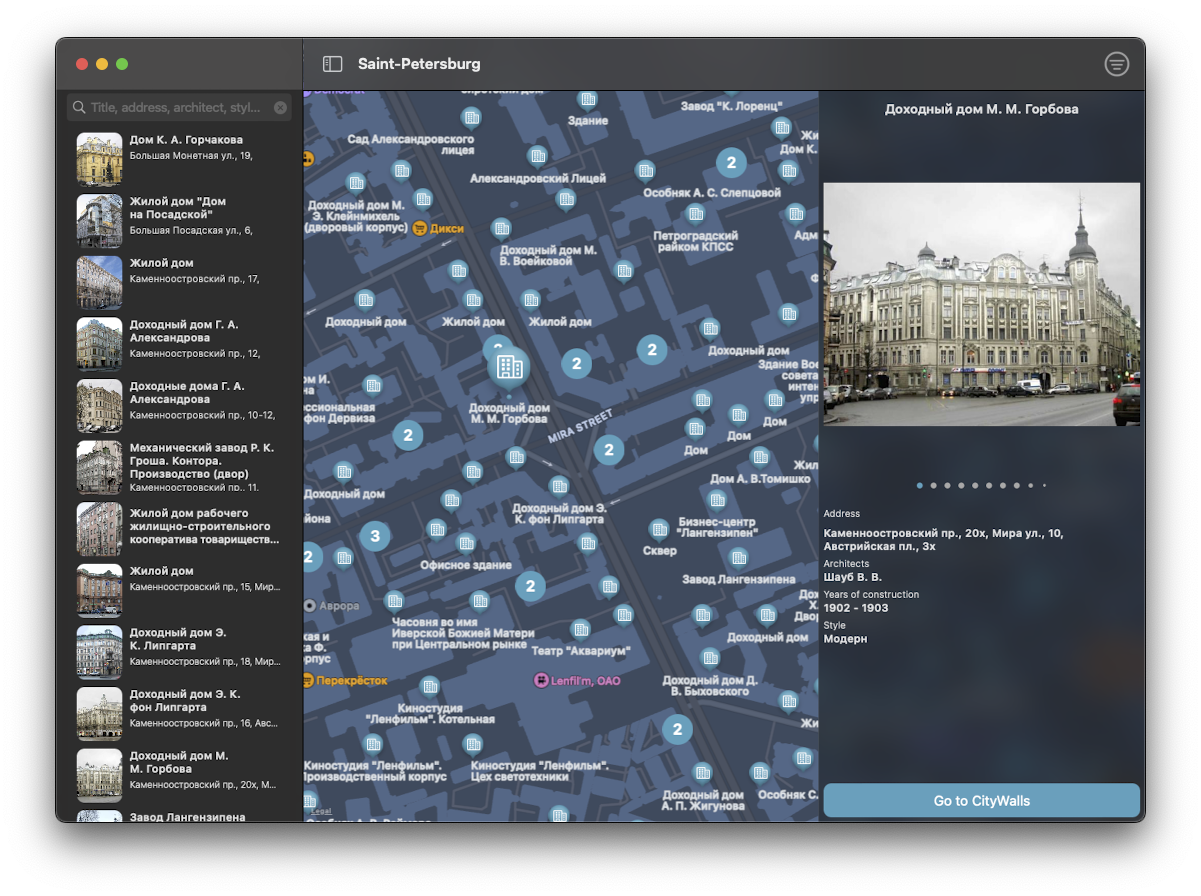 Saint-Petersburg
Title, address, architect, styl...
Дом К. А. Горчакова
Большая Монетная ул., 19,
Жилой дом "Дом
на Посадской"
Большая Посадская ул., 6,
Жилой дом
Каменноостровский пр., 17,
Доходный дом Г. А.
Александрова
Каменноостровский пр., 12,
Доходные дома Г. А.
Александрова
Каменноостровский пр., 10-12,
Механический завод Р. К.
Гроша. Контора.
Производство (двор)
Каменноостровский пр., 11,
Жилой дом рабочего
жилищно-строительного
кооператива товариществ...
Жилой дом
Каменноостровский пр., 15, Мир...
Доходный дом Э.
К. Липгарта
Каменноостровский пр., 18, Мир...
Доходный дом Э. К.
фон Липгарта
Каменноостровский пр., 16, Авс...
Доходный дом М.
М. Горбова
Каменноостровский пр., 20х, М...
Завод Лангензипена
Здание
Завод "К. Лоренц"
Сад Александровского
лицея
Жи
Дом К.
2
Александровский Лицей
Особняк А. С. Слепцовой
Доходный дом М.
Э. Клейнмихель
(дворовый корпус)
Дикси
Петроградский
райком КПСС
Адм
Доходный дом М.
В. Воейковой
Доходный дом
Жилой дом
Жилой дом
2
2
Доходный дом
Здание Вос
совета
интен
упр
ом И.
на
Доходный дом
М. М. Горбова
ссиональная
фон Дервиза
MIRA STREET
Дом
Дом
Дом
2
2
Жил
Дом А. В.Томишко
Доходный дом
Доходный дом Э.
К. фон Липгарта
йона
Бизнес-центр
"Лангензипен"
3
Сквер
2
Офисное здание
Завод Лангензипена
2
Аврора
Дох
Х.
Дво
Часовня во имя
Иверской Божией Матери
при Центральном рынке
кая и
ка Ф.
орпус
Театр "Аквариум"
Доходный дом
Перекрёсток
Lenfil'm, OAO
Доходный дом Д.
В. Быховского
Киностудия
"Ленфильм". Котельная
2
Жи
Киностудия "Ленфильм".
Производственный корпус
Киностудия "Ленфильм".
Цех светотехники
Доходный дом
А. П. Жигунова
Особняк С.
Legal
Доходный дом М. М. Горбова
Address
Каменноостровский пр., 20х, Мира ул., 10,
Австрийская пл., 3х
Architects
Шауб В. В.
Years of construction
1902 - 1903
Style
Модерн
Go to CityWalls